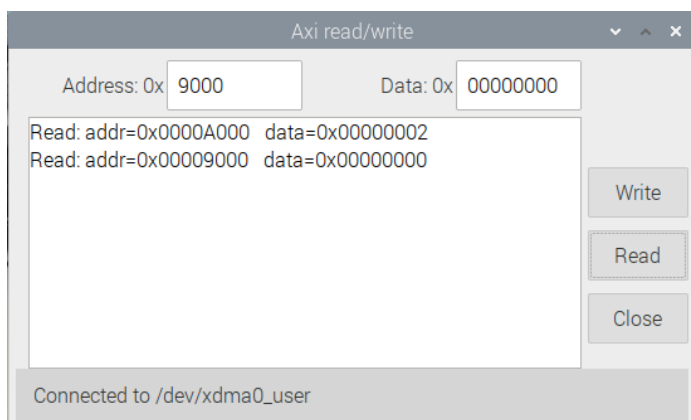 Axi read/write
Address: 0x 9000 Data: 0x 00000000
Read: addr=0x0000A000 data=0x00000002
Read: addr=0x00009000 data=0x00000000
Write
Read
Close
Connected to /dev/xdma0_user